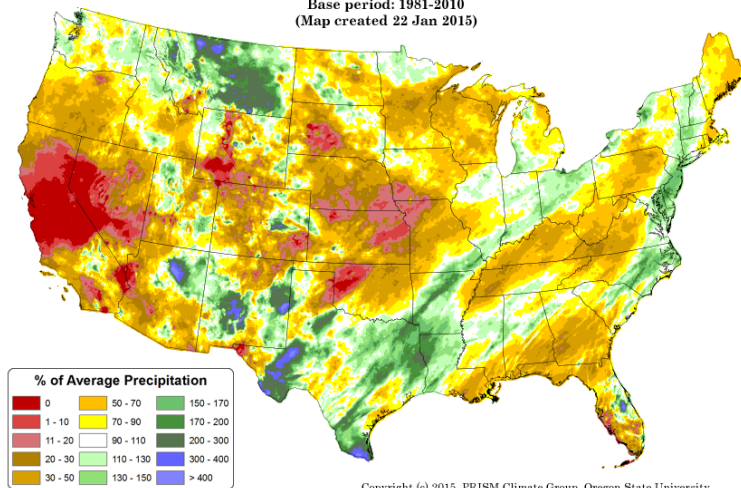 Base period: 1981-2010
(Map created 22 Jan 2015)
% of Average Precipitation
0
50 - 70
150 - 170
1 - 10
70 - 90
170 - 200
11 - 20
90 - 110
200 - 300
20 - 30
110 - 130
300 - 400
30 - 50
130 - 150
> 400
Copyright (c) 2015, PRISM Climate Group, Oregon State University